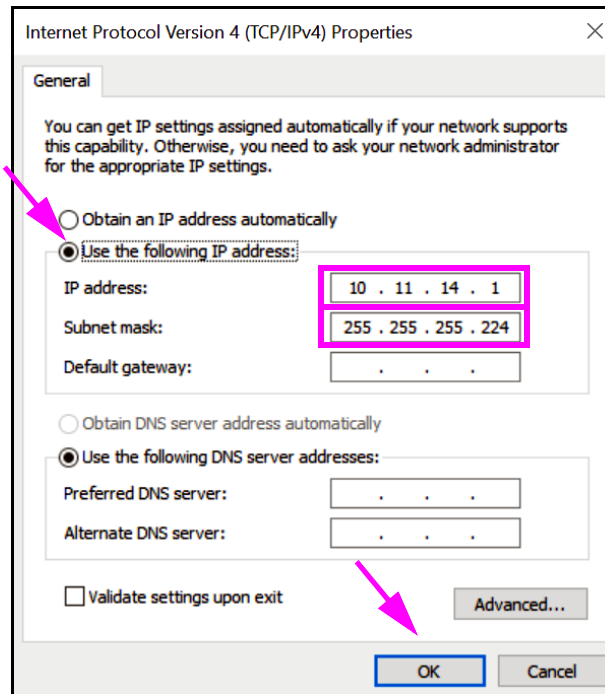 Internet Protocol Version 4 (TCP/IPv4) Properties
General
You can get IP settings assigned automatically if your network supports
this capability. Otherwise, you need to ask your network administrator
for the appropriate IP settings.
Obtain an IP address automatically
Use the following IP address:
IP address: 10 . 11 . 14 . 1
Subnet mask: 255 . 255 . 255 . 224
Default gateway: . . .
Obtain DNS server address automatically
Use the following DNS server addresses:
Preferred DNS server: . . .
Alternate DNS server: . . .
Validate settings upon exit
Advanced...
OK Cancel